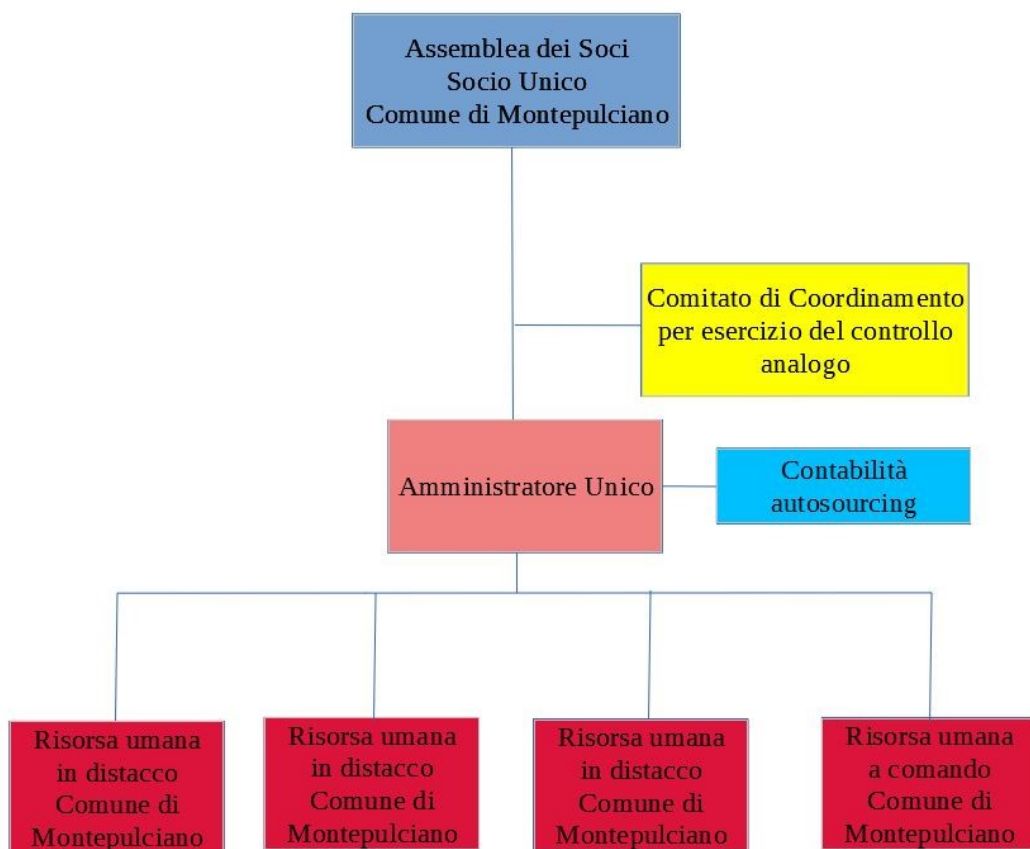 Assemblea dei Soci
Socio Unico
Comune di Montepulciano
Comitato di Coordinamento
per esercizio del controllo
analogo
Amministratore Unico
Contabilità
autosourcing
Risorsa umana
in distacco
Comune di
Montepulciano
Risorsa umana
in distacco
Comune di
Montepulciano
Risorsa umana
in distacco
Comune di
Montepulciano
Risorsa umana
a comando
Comune di
Montepulciano